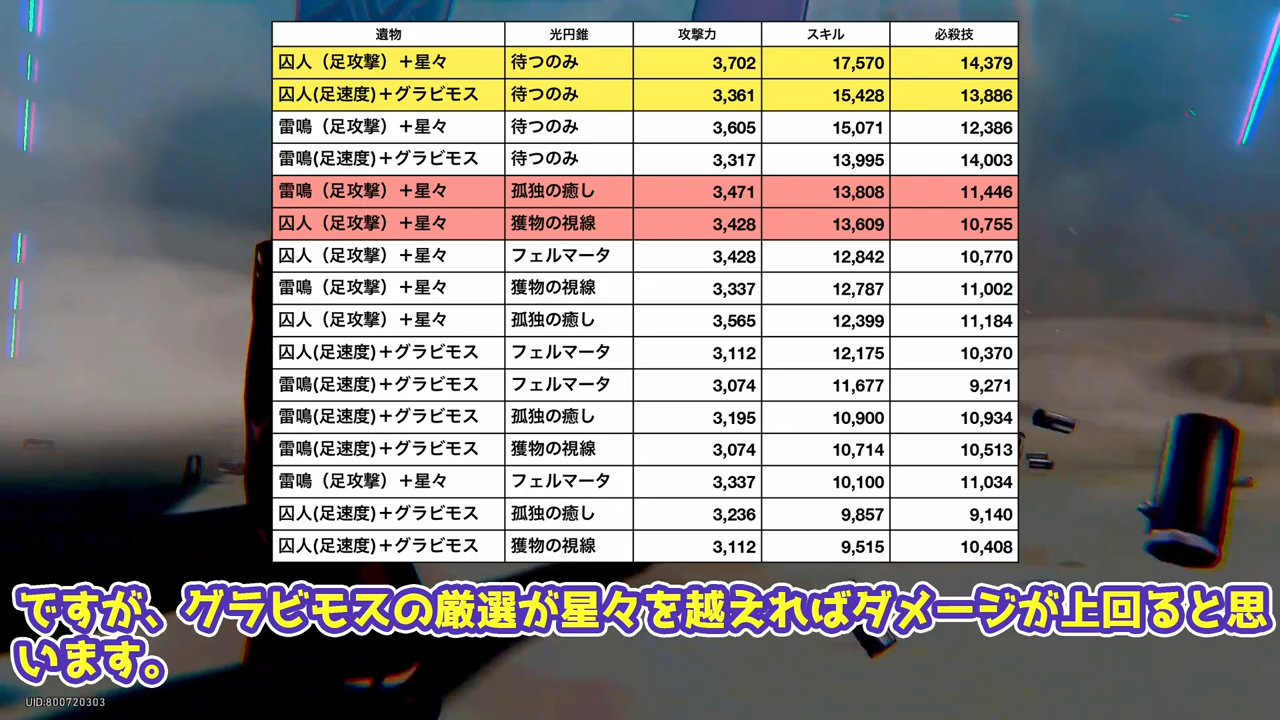 遺物 光円錐 攻撃力 スキル 必殺技
囚人（足攻撃）＋星々 待つのみ 3,702 17,570 14,379
囚人(足速度)＋グラビモス 待つのみ 3,361 15,428 13,886
雷鳴（足攻撃）＋星々 待つのみ 3,605 15,071 12,386
雷鳴(足速度)＋グラビモス 待つのみ 3,317 13,995 14,003
雷鳴（足攻撃）＋星々 孤独の癒し 3,471 13,808 11,446
囚人（足攻撃）＋星々 獲物の視線 3,428 13,609 10,755
囚人（足攻撃）＋星々 フェルマータ 3,428 12,842 10,770
雷鳴（足攻撃）＋星々 獲物の視線 3,337 12,787 11,002
囚人（足攻撃）＋星々 孤独の癒し 3,565 12,399 11,184
囚人(足速度)＋グラビモス フェルマータ 3,112 12,175 10,370
雷鳴(足速度)＋グラビモス フェルマータ 3,074 11,677 9,271
雷鳴(足速度)＋グラビモス 孤独の癒し 3,195 10,900 10,934
雷鳴(足速度)＋グラビモス 獲物の視線 3,074 10,714 10,513
雷鳴（足攻撃）＋星々 フェルマータ 3,337 10,100 11,034
囚人(足速度)＋グラビモス 孤独の癒し 3,236 9,857 9,140
囚人(足速度)＋グラビモス 獲物の視線 3,112 9,515 10,408
ですが、グラビモスの厳選が星々を越えればダメージが上回ると思
います。
UID:800720303